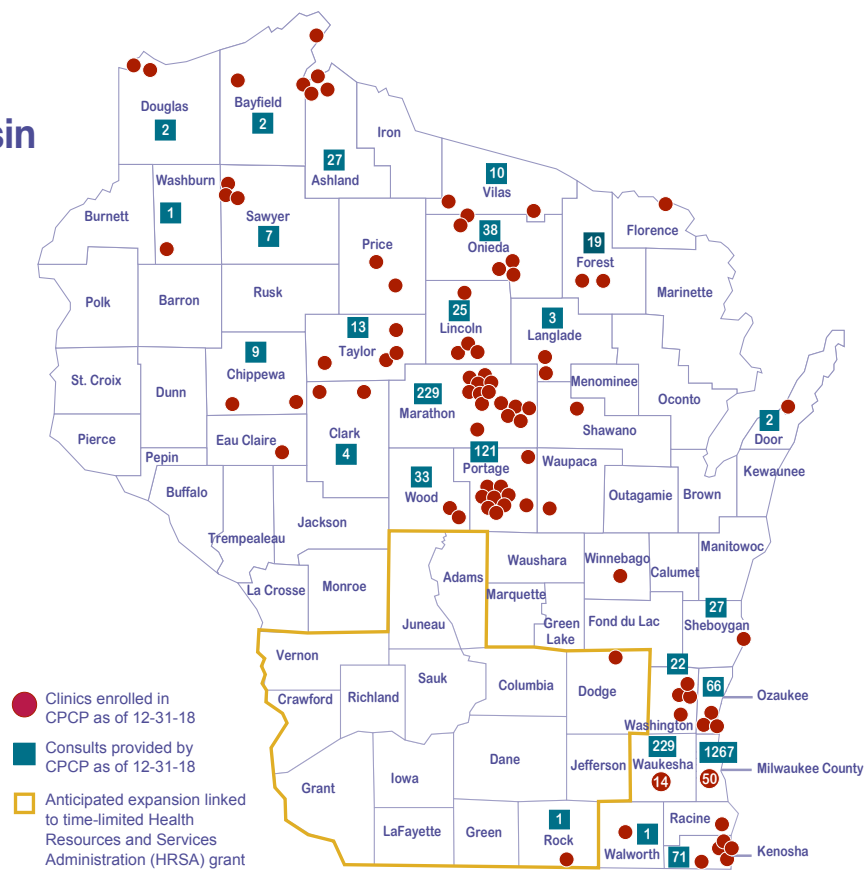 sin
Douglas
2
Bayfield
2
Iron
27
Ashland
10
Vilas
Washburn
1
Burnett
Sawyer
7
Florence
38
Onieda
19
Forest
Price
Marinette
Polk
Barron
Rusk
25
Lincoln
3
Langlade
13
Taylor
9
Chippewa
St. Croix
Dunn
229
Marathon
Menominee
Oconto
Pierce
Eau Claire
Clark
4
Shawano
2
Door
Pepin
121
Portage
Waupaca
Kewaunee
33
Wood
Buffalo
Outagamie
Brown
Jackson
Trempealeau
Waushara
Winnebago
Manitowoc
Calumet
La Crosse
Monroe
Adams
Marquette
27
Sheboygan
Juneau
Green
Lake
Fond du Lac
Vernon
Sauk
Columbia
Dodge
22
Washington
66
Ozaukee
Crawford
Richland
Clinics enrolled in
CPCP as of 12-31-18
Consults provided by
CPCP as of 12-31-18
Anticipated expansion linked
to time-limited Health
Resources and Services
Administration (HRSA) grant
Dane
Jefferson
229
Waukesha
14
1267
50
Milwaukee County
Grant
Iowa
LaFayette
Green
1
Rock
1
Walworth
Racine
71
Kenosha